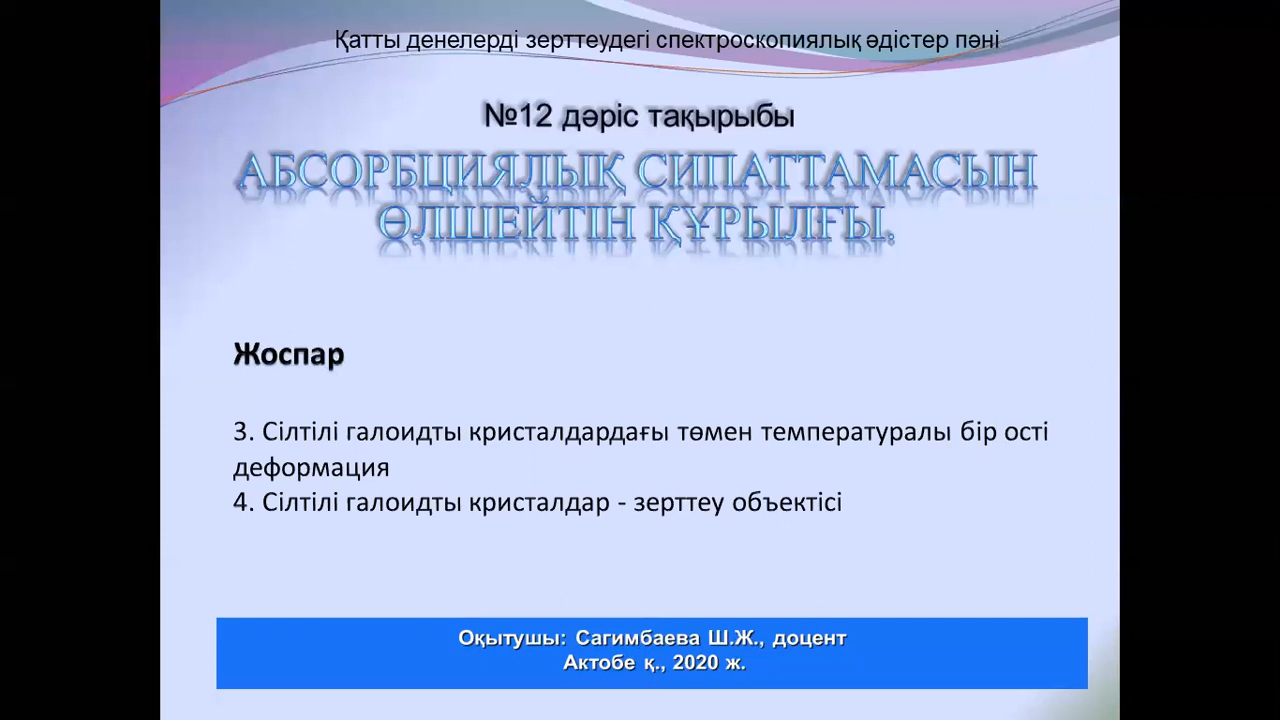 Қатты денелерді зерттеудегі спектроскопиялық әдістер пәні
№12 дәріс тақырыбы
АБСОРБЦИЯЛЫҚ СИПАТТАМАСЫН
ӨЛШЕЙТІН ҚҰРЫЛҒЫ.
Жоспар
3. Сілтілі галоидты кристалдардағы төмен температуралы бір ості
деформация
4. Сілтілі галоидты кристалдар - зерттеу объектісі
Оқытушы: Сагимбаева Ш.Ж., доцент
Актобе қ., 2020 ж.